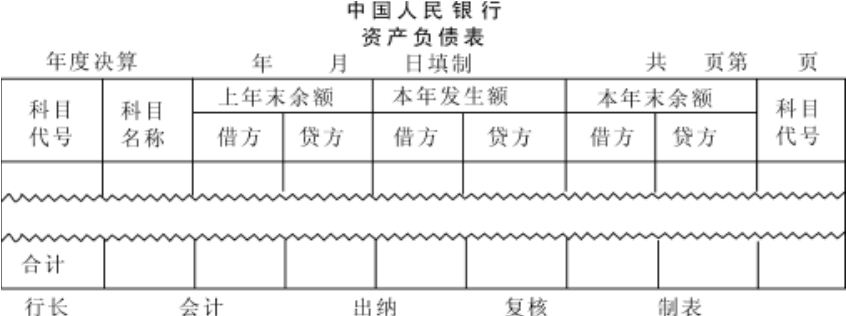 中国人民银行
资产负债表
年度决算 年 月 日填制 共 页第 页
科目代号 科目名称 上年末余额 本年发生额 本年末余额 科目代号
借方 贷方 借方 贷方 借方 贷方
合计
行长 会计 出纳 复核 制表